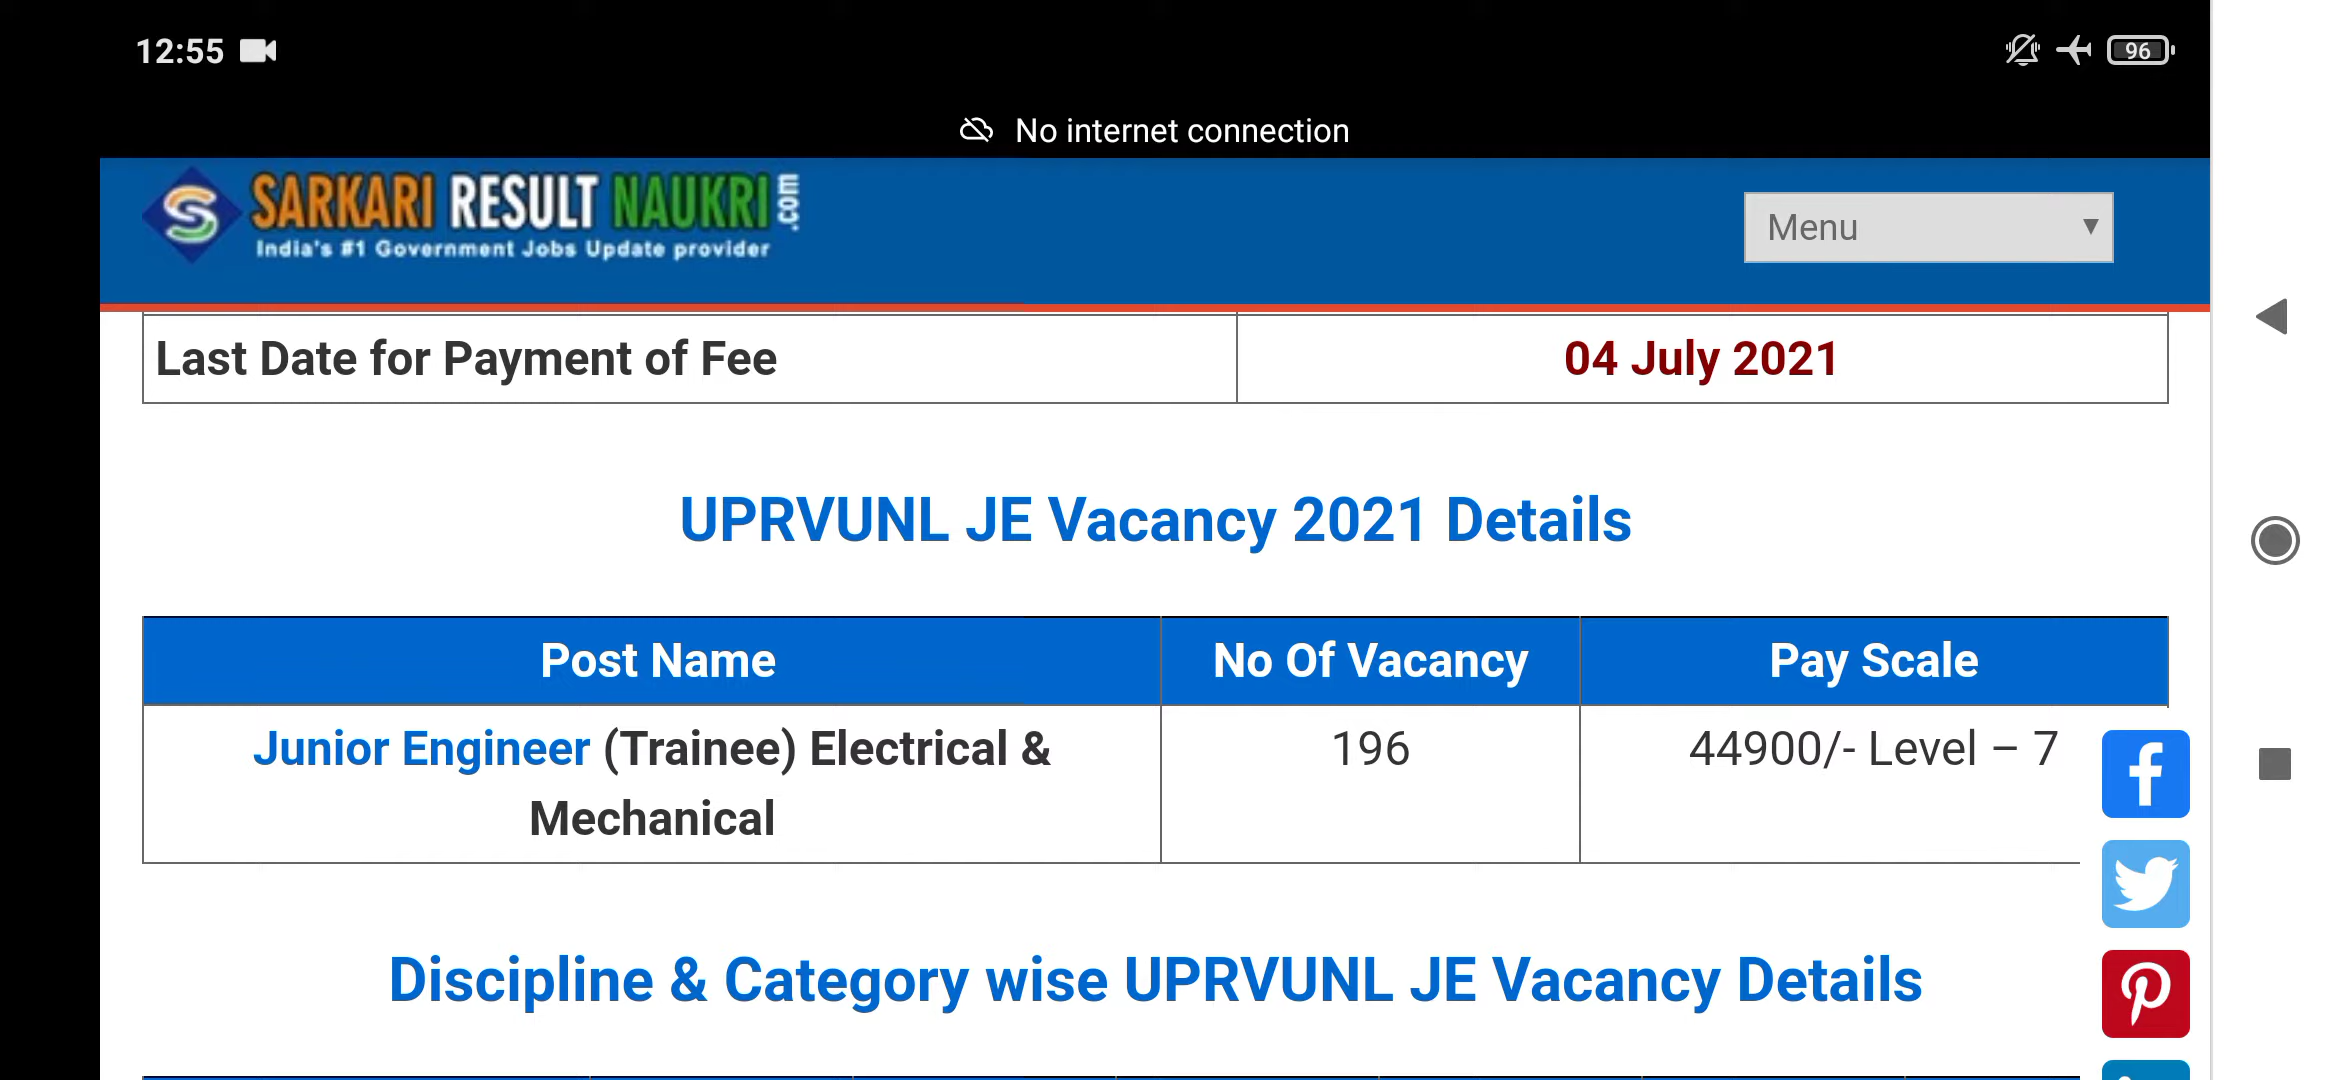 12:55
96
No internet connection
SARKARI RESULT NAUKRI .com
India's #1 Government Jobs Update provider
Menu
Last Date for Payment of Fee 04 July 2021
UPRVUNL JE Vacancy 2021 Details
Post Name No Of Vacancy Pay Scale
Junior Engineer (Trainee) Electrical & 196 44900/- Level – 7
Mechanical
Discipline & Category wise UPRVUNL JE Vacancy Details